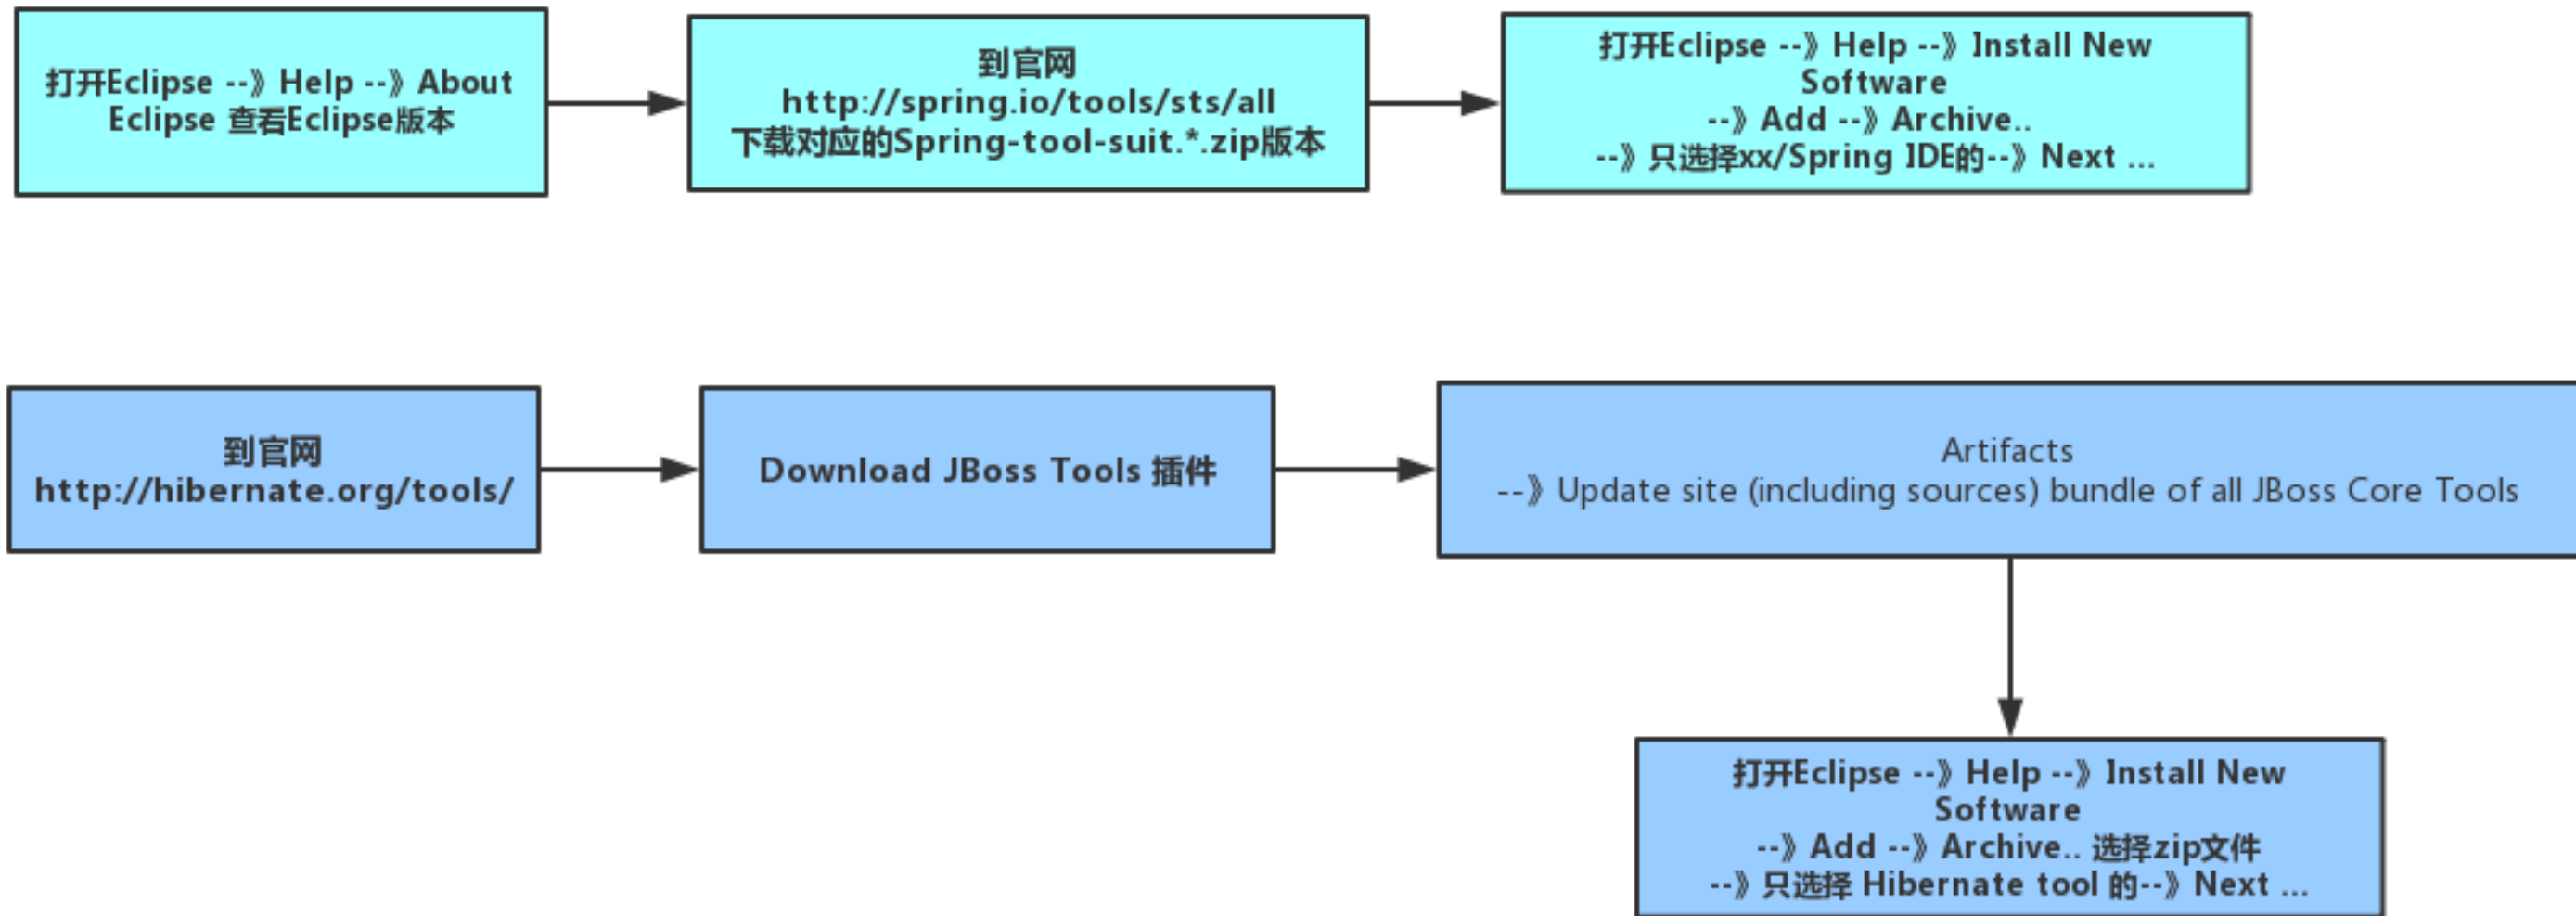 打开Eclipse --》Help --》About
Eclipse 查看Eclipse版本
到官网
http://spring.io/tools/sts/all
下载对应的Spring-tool-suit.*.zip版本
打开Eclipse --》Help --》Install New
Software
--》Add --》Archive..
--》只选择xx/Spring IDE的--》Next ...
到官网
http://hibernate.org/tools/
Download JBoss Tools 插件
Artifacts
--》Update site (including sources) bundle of all JBoss Core Tools
打开Eclipse --》Help --》Install New
Software
--》Add --》Archive.. 选择zip文件
--》只选择 Hibernate tool 的--》Next ...